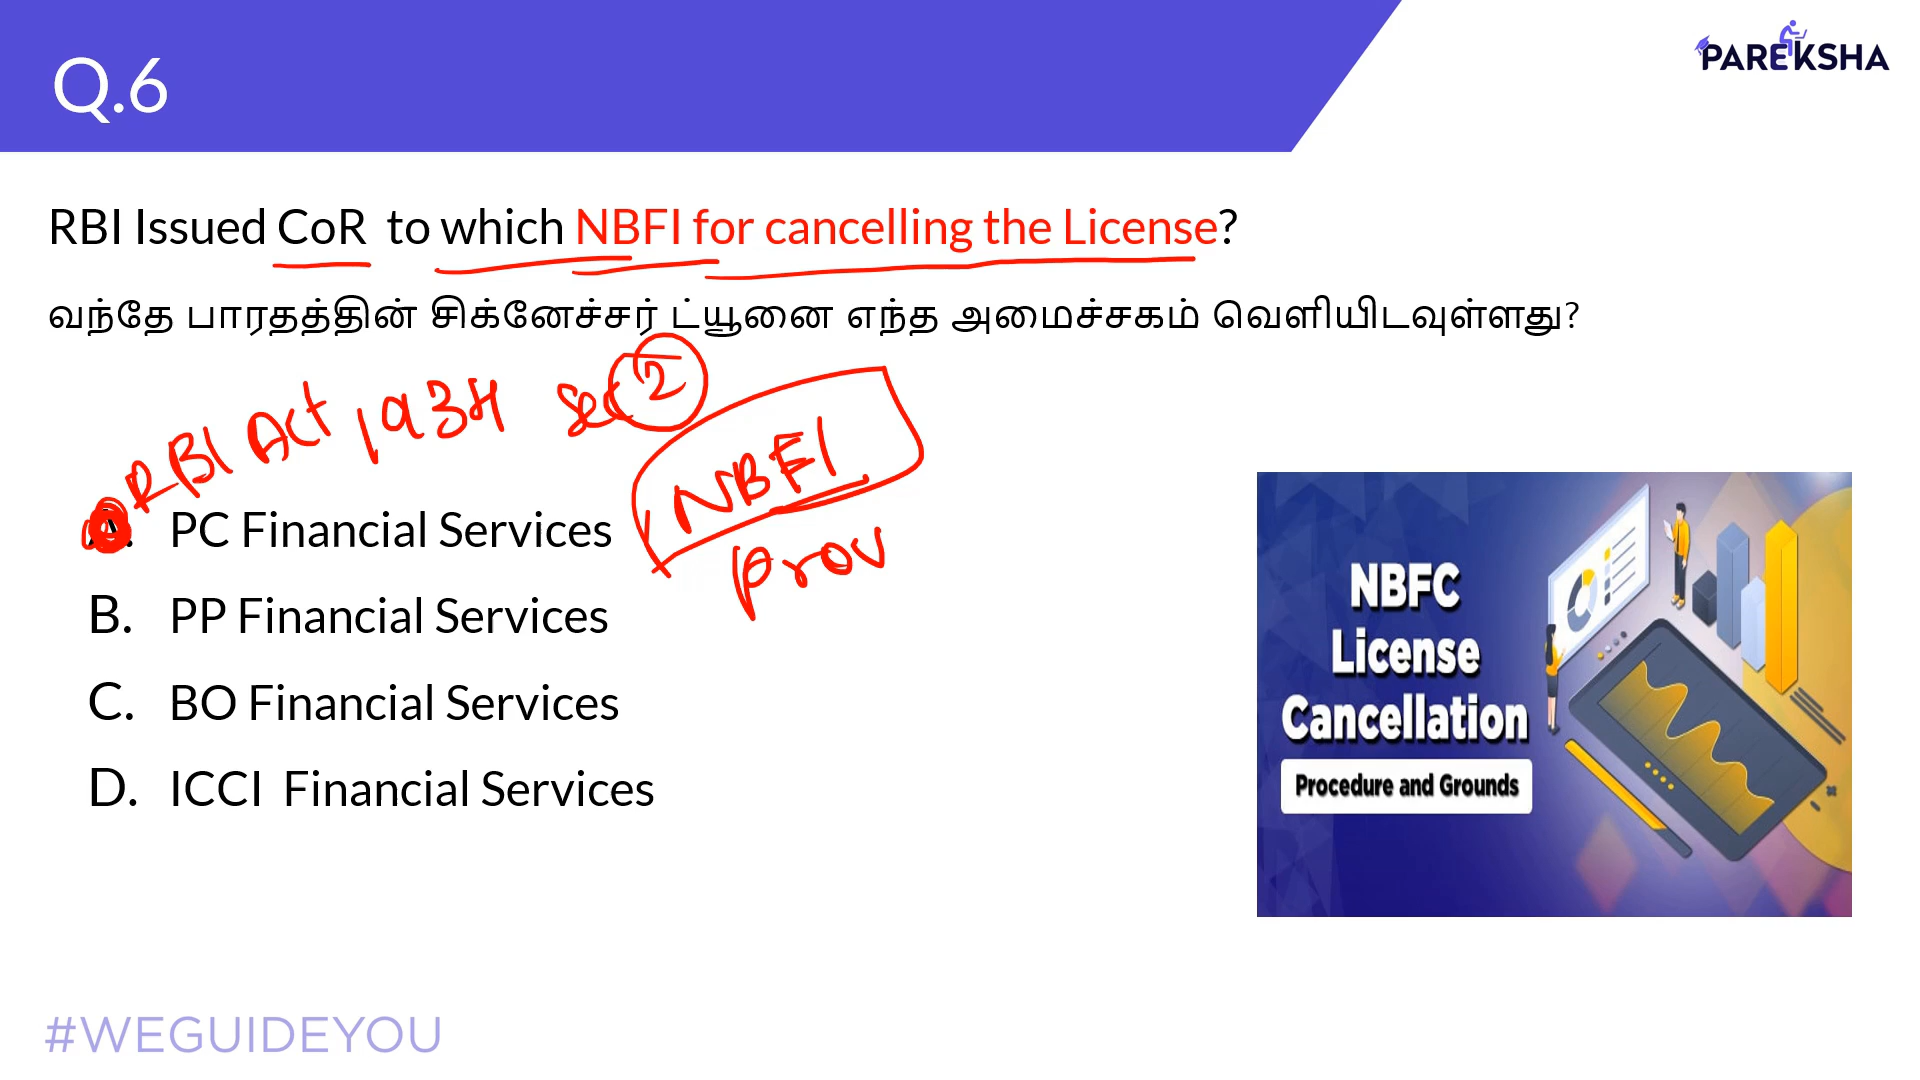 Q.6
PAREKSHA
RBI Issued CoR to which NBFI for cancelling the License?
வந்தே பாரதத்தின் சிக்னேச்சர் ட்யூனை எந்த அமைச்சகம் வெளியிடவுள்ளது?
RBI Act, 1934 Sec 2
NBFI
Prov
A. PC Financial Services
B. PP Financial Services
C. BO Financial Services
D. ICCI Financial Services
NBFC
License
Cancellation
Procedure and Grounds
#WEGUIDEYOU